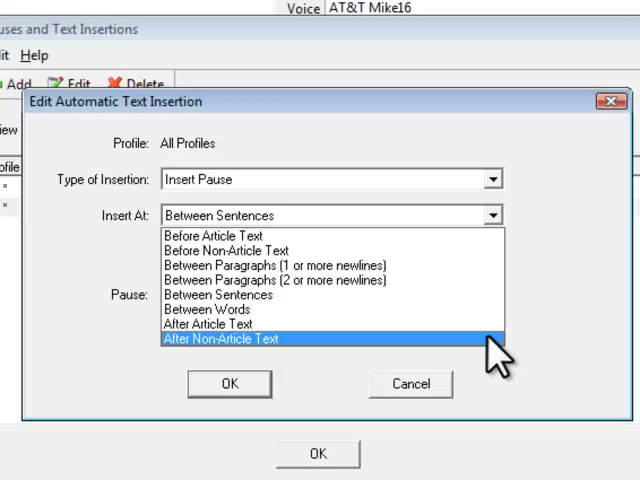 Voice AT&T Mike16
uses and Text Insertions
it Help
Add Edit Delete
Edit Automatic Text Insertion
iew
Profile: All Profiles
ofile
Type of Insertion: Insert Pause
Insert At: Between Sentences
Before Article Text
Before Non-Article Text
Between Paragraphs (1 or more newlines)
Between Paragraphs (2 or more newlines)
Pause:
Between Sentences
Between Words
After Article Text
After Non-Article Text
OK Cancel
OK